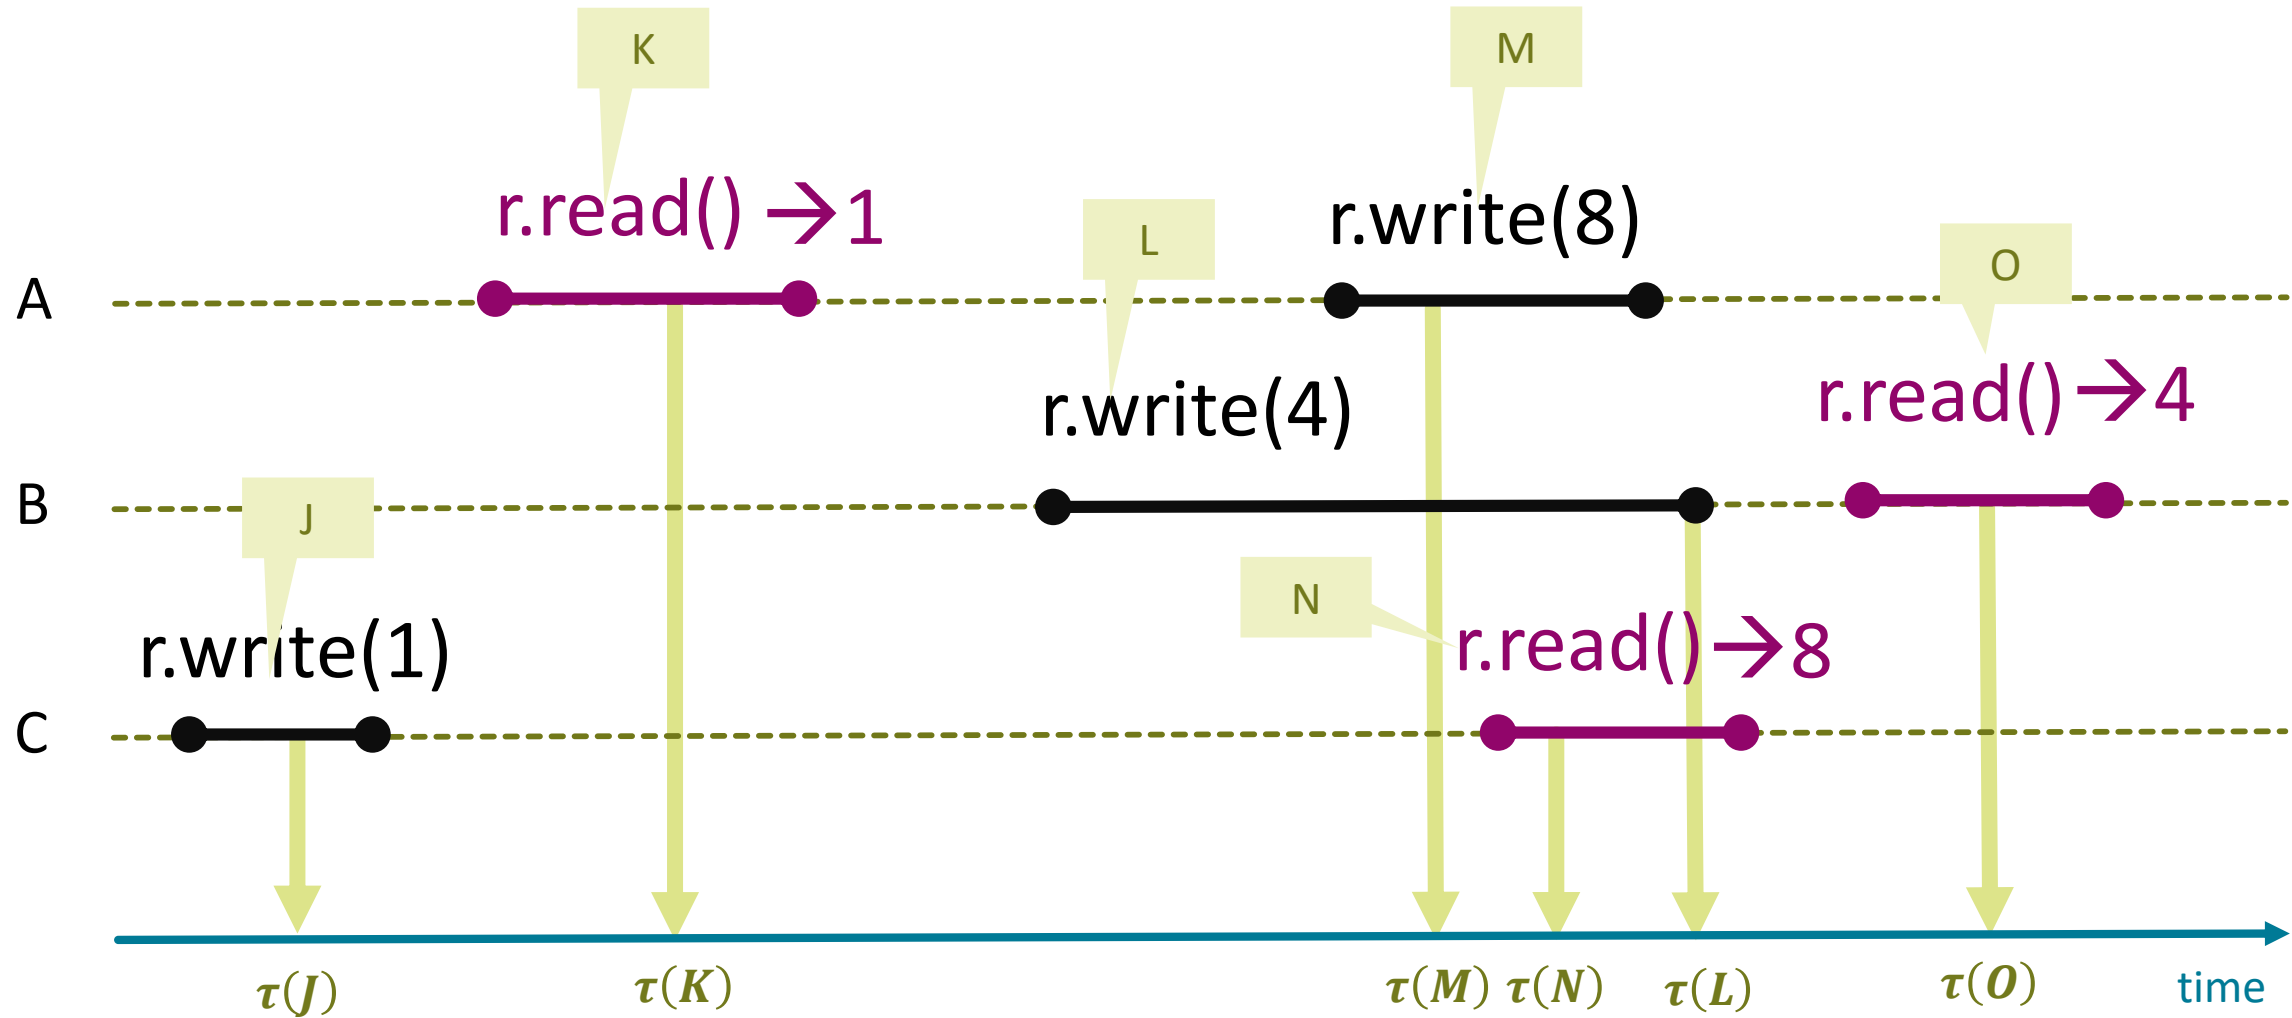 K
M
r.read() →1
r.write(8)
L
O
A
r.write(4)
r.read() →4
B
J
N
r.write(1)
r.read() →8
C
τ(J)
τ(K)
τ(M)
τ(N)
τ(L)
τ(O)
time